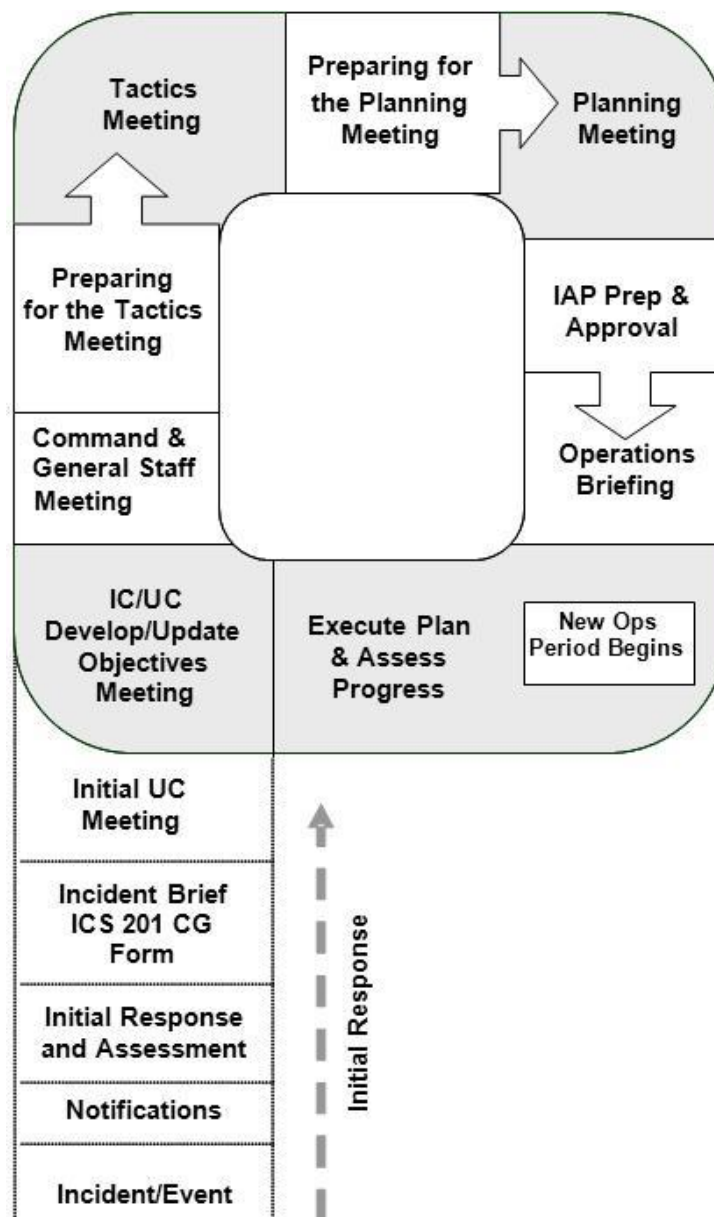 Tactics
Meeting
Preparing for
the Planning
Meeting
Planning
Meeting
Preparing
for the Tactics
Meeting
IAP Prep &
Approval
Command &
General Staff
Meeting
Operations
Briefing
IC/UC
Develop/Update
Objectives
Meeting
Execute Plan
& Assess
Progress
New Ops
Period Begins
Initial UC
Meeting
Incident Brief
ICS 201 CG
Form
Initial Response
and Assessment
Notifications
Incident/Event
Initial Response